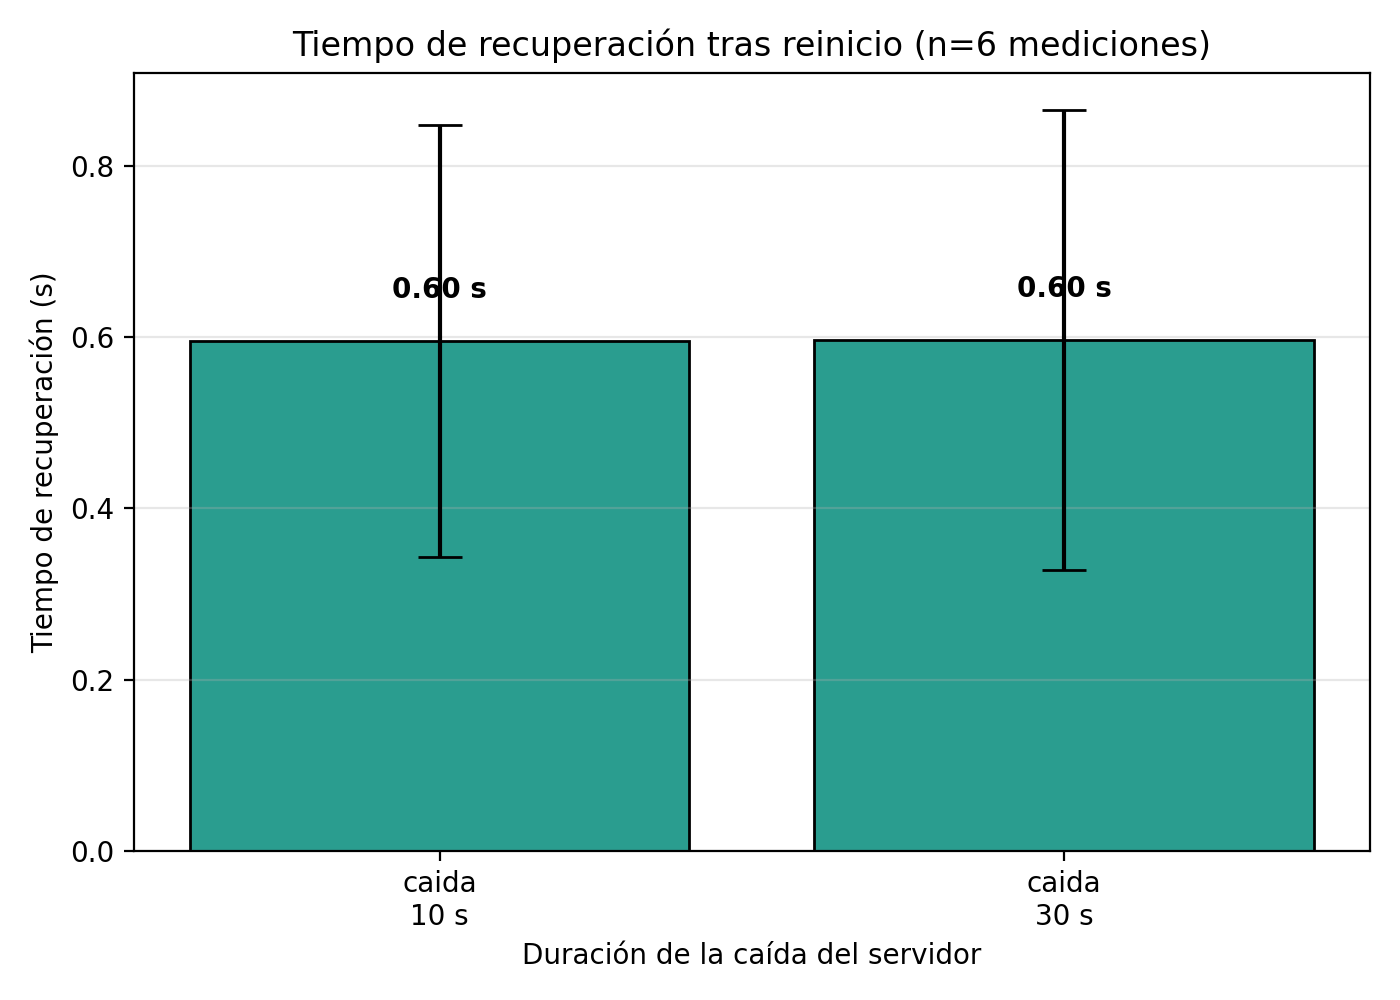 Tiempo de recuperación tras reinicio (n=6 mediciones)
Tiempo de recuperación (s)
0.8
0.6
0.4
0.2
0.0
0.60 s
0.60 s
caida
10 s
caida
30 s
Duración de la caída del servidor